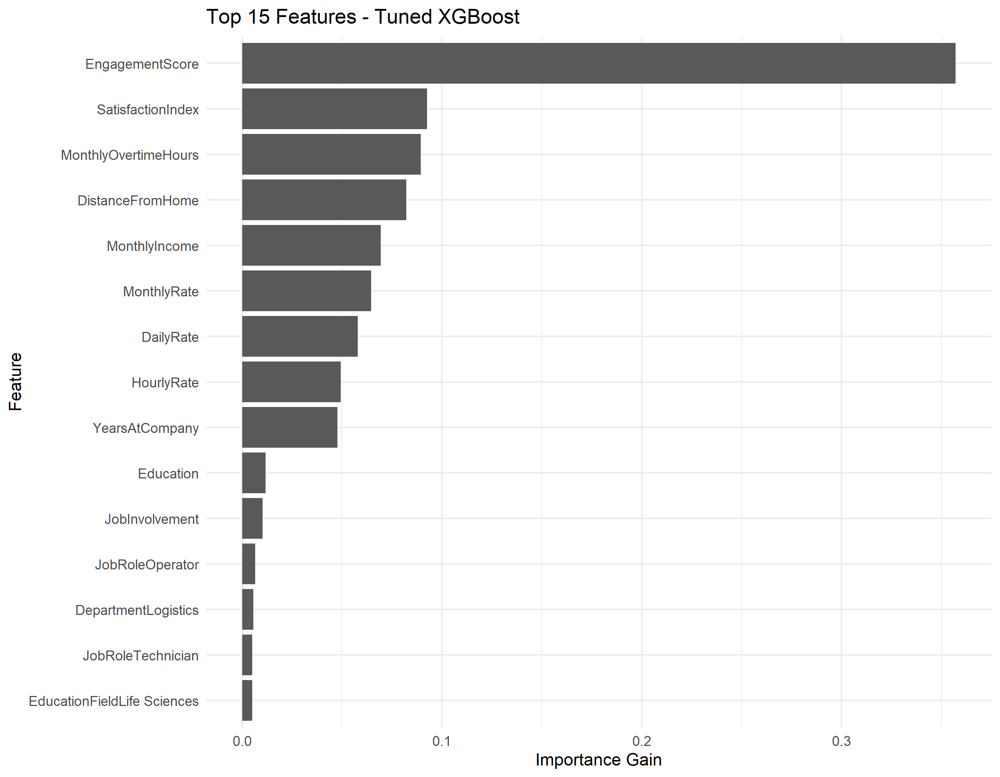 Top 15 Features - Tuned XGBoost
EngagementScore
SatisfactionIndex
MonthlyOvertimeHours
DistanceFromHome
MonthlyIncome
MonthlyRate
DailyRate
HourlyRate
YearsAtCompany
Education
JobInvolvement
JobRoleOperator
DepartmentLogistics
JobRoleTechnician
EducationFieldLife Sciences
Feature
0.0 0.1 0.2 0.3
Importance Gain